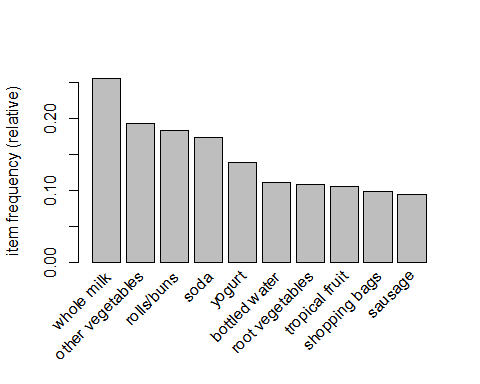 item frequency (relative)
0.20
0.10
0.00
whole milk
other vegetables
rolls/buns
soda
yogurt
bottled water
root vegetables
tropical fruit
shopping bags
sausage